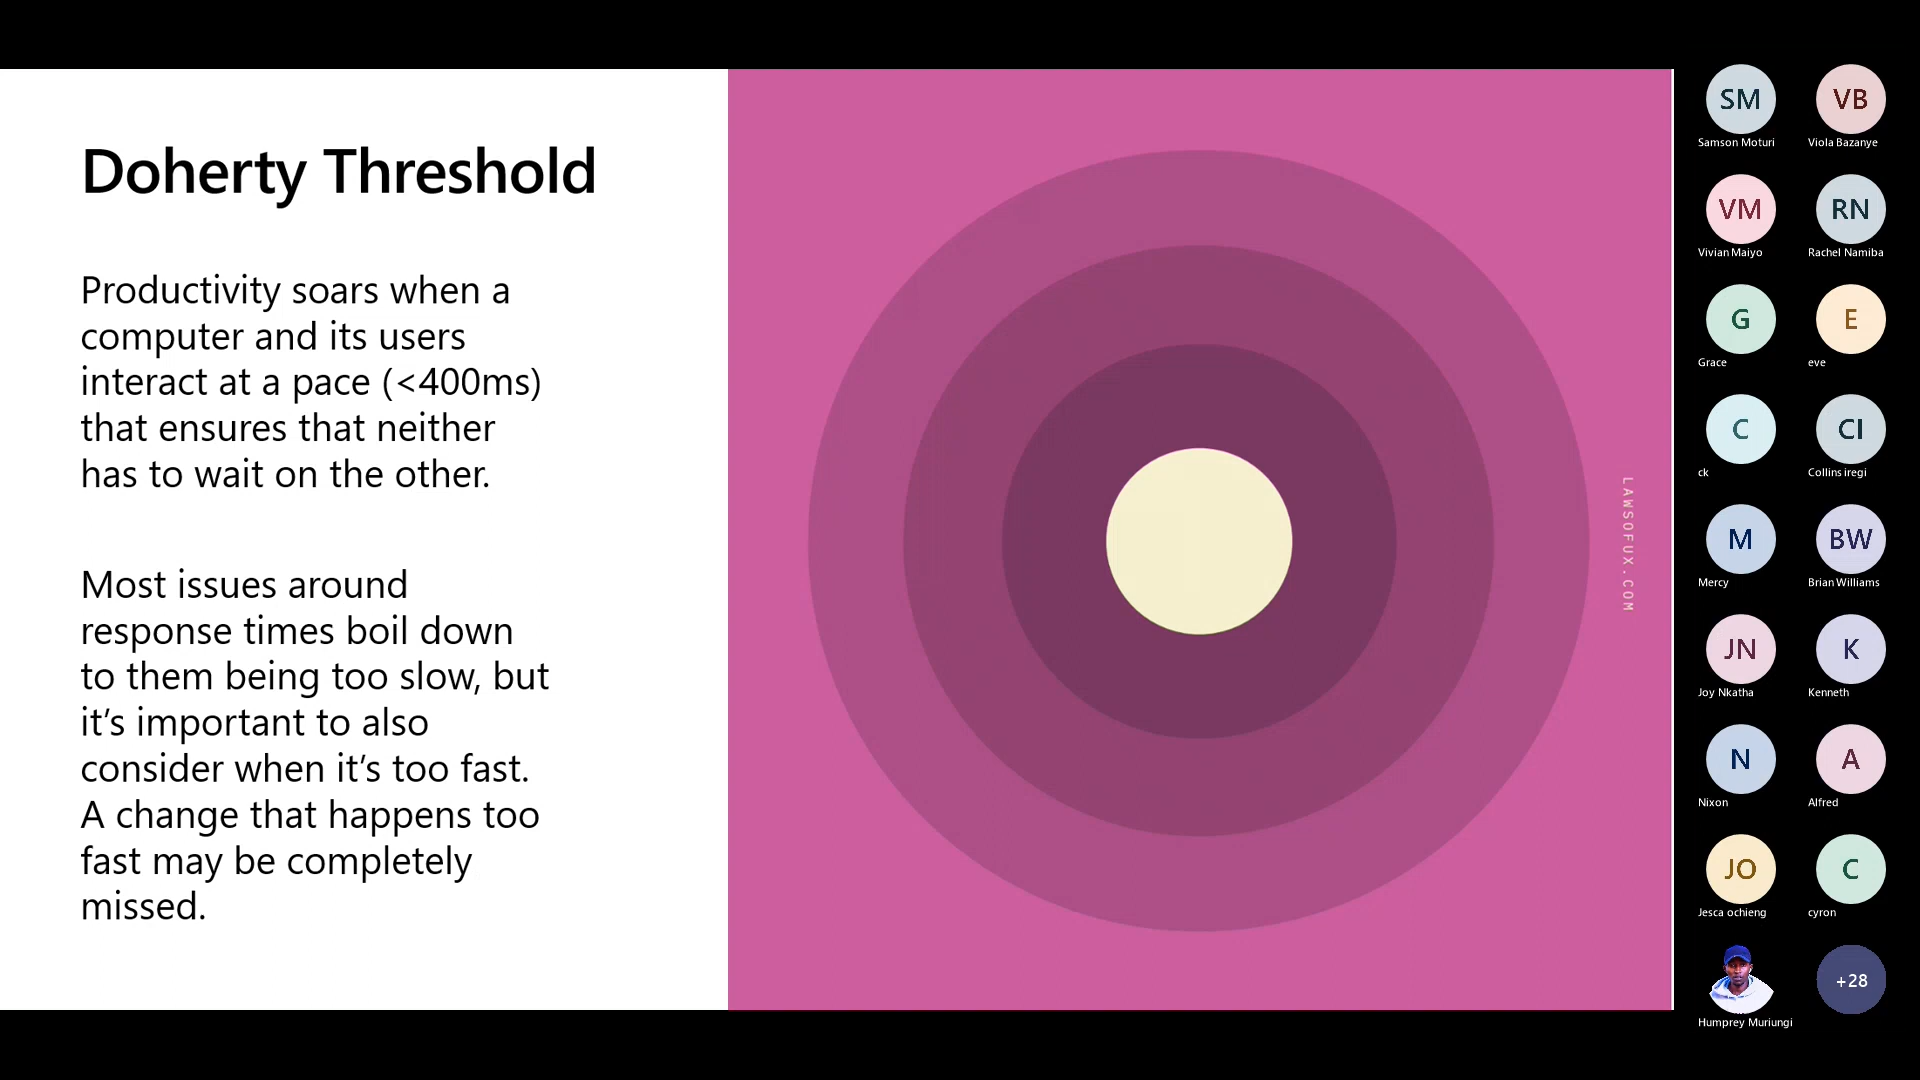 Doherty Threshold
Productivity soars when a
computer and its users
interact at a pace (<400ms)
that ensures that neither
has to wait on the other.
Most issues around
response times boil down
to them being too slow, but
it’s important to also
consider when it’s too fast.
A change that happens too
fast may be completely
missed.
LAWSOFUX.COM
SM
Samson Moturi
VB
Viola Bazanye
VM
Vivian Maiyo
RN
Rachel Namiba
G
Grace
E
eve
C
ck
CI
Collins iregi
M
Mercy
BW
Brian Williams
JN
Joy Nkatha
K
Kenneth
N
Nixon
A
Alfred
JO
Jesca ochieng
C
cyron
Humprey Muriungi
+28